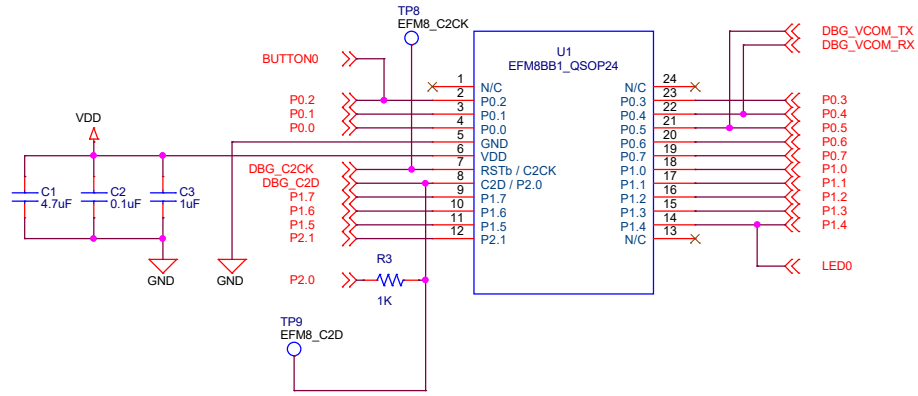 TP8
EFM8_C2CK
DBG_VCOM_TX
DBG_VCOM_RX
U1
EFM8BB1_QSOP24
BUTTON0
1 N/C N/C 24
P0.2 2 P0.2 P0.3 23 P0.3
P0.1 3 P0.1 P0.4 22 P0.4
P0.0 4 P0.0 P0.5 21 P0.5
VDD
5 GND P0.6 20 P0.6
6 VDD P0.7 19 P0.7
DBG_C2CK 7 RSTb / C2CK P1.0 18 P1.0
DBG_C2D 8 C2D / P2.0 P1.1 17 P1.1
P1.7 9 P1.7 P1.2 16 P1.2
P1.6 10 P1.6 P1.3 15 P1.3
P1.5 11 P1.5 P1.4 14 P1.4
P2.1 12 P2.1 N/C 13
C1
4.7uF
C2
0.1uF
C3
1uF
GND
GND
P2.0
R3
1K
LED0
TP9
EFM8_C2D